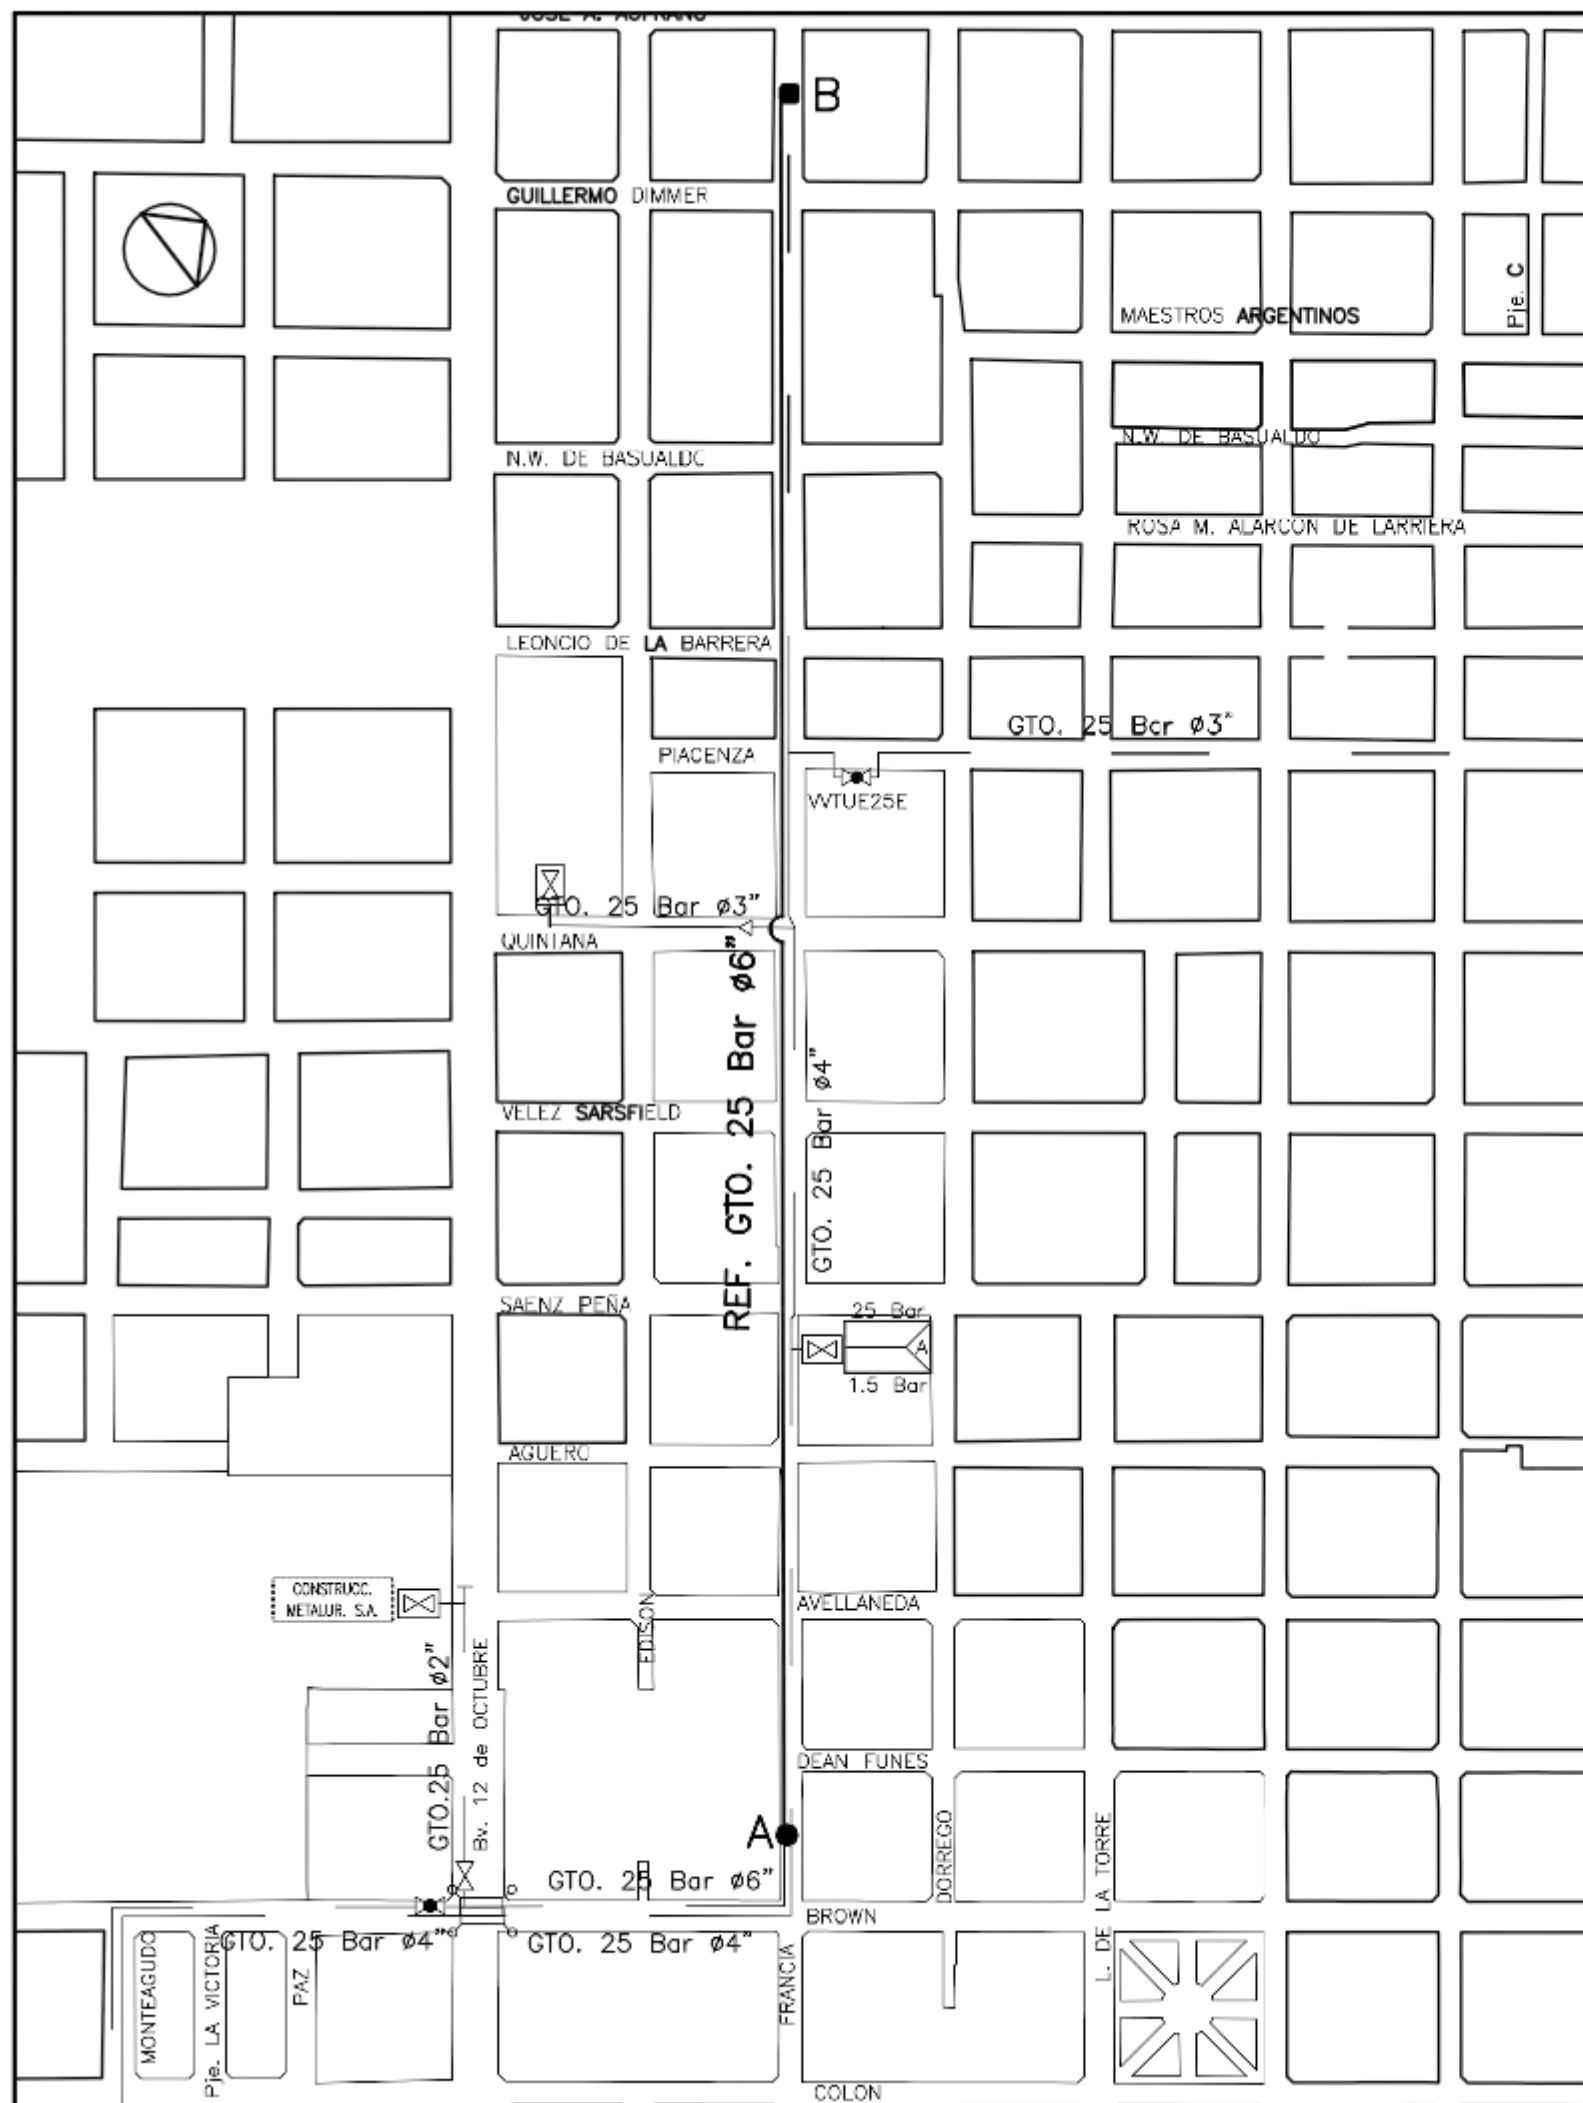 JOSE A. AUFRANC
B
GUILLERMO DIMMER
Pje. C
MAESTROS ARGENTINOS
N.W. DE BASUALDO
N.W. DE BASUALDO
ROSA M. ALARCON DE LARRIERA
LEONCIO DE LA BARRERA
GTO. 25 Bar ø3"
PIACENZA
VVTUE25E
GTO. 25 Bar ø3"
QUINTANA
REF. GTO. 25 Bar ø6"
GTO. 25 Bar ø4"
VELEZ SARSFIELD
SAENZ PEÑA
25 Bar
A
1.5 Bar
AGUERO
CONSTRUCC.
METALUR. S.A.
EDISON
AVELLANEDA
GTO.25 Bar ø2"
Bv. 12 de OCTUBRE
DEAN FUNES
A
DORREGO
L. DE LA TORRE
GTO. 25 Bar ø6"
BROWN
GTO. 25 Bar ø4"
GTO. 25 Bar ø4"
MONTEAGUDO
Pje. LA VICTORIA
PAZ
FRANCIA
COLON